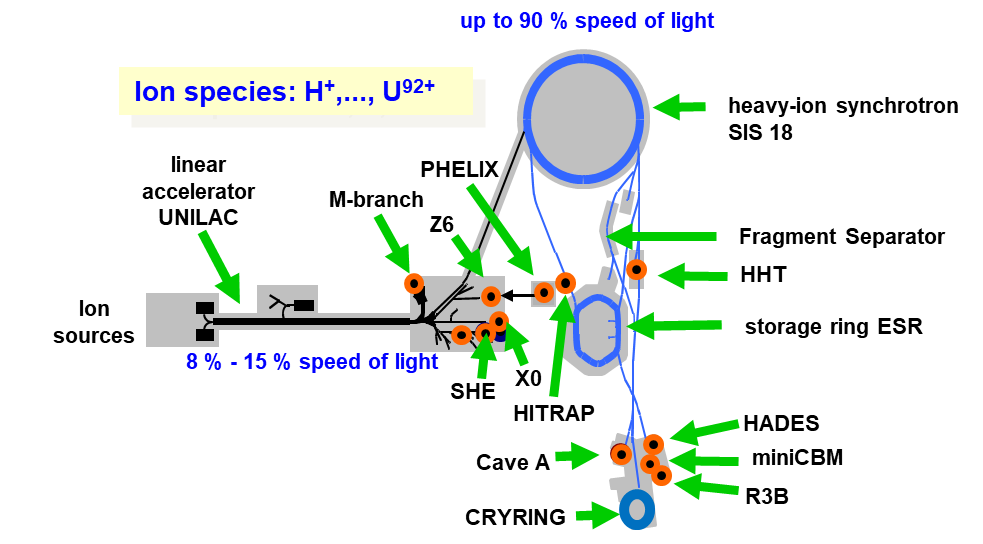 up to 90 % speed of light
Ion species: H+,..., U92+
heavy-ion synchrotron
SIS 18
linear
accelerator
UNILAC
PHELIX
M-branch
Z6
Fragment Separator
HHT
Ion
sources
storage ring ESR
8 % - 15 % speed of light
SHE
X0
HITRAP
HADES
Cave A
miniCBM
R3B
CRYRING